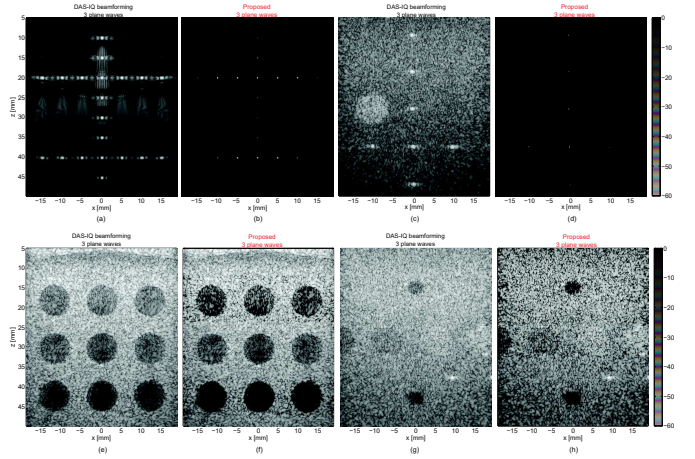 DAS-IQ beamforming
3 plane waves
Proposed
3 plane waves
DAS-IQ beamforming
3 plane waves
Proposed
3 plane waves
5
10
15
20
25
30
35
40
45
z [mm]
0
−10
−20
−30
−40
−50
−60
−15 −10 −5 0 5 10 15
−15 −10 −5 0 5 10 15
−15 −10 −5 0 5 10 15
−15 −10 −5 0 5 10 15
x [mm]
x [mm]
x [mm]
x [mm]
(a)
(b)
(c)
(d)
DAS-IQ beamforming
3 plane waves
Proposed
3 plane waves
DAS-IQ beamforming
3 plane waves
Proposed
3 plane waves
5
10
15
20
25
30
35
40
45
z [mm]
0
−10
−20
−30
−40
−50
−60
−15 −10 −5 0 5 10 15
−15 −10 −5 0 5 10 15
−15 −10 −5 0 5 10 15
−15 −10 −5 0 5 10 15
x [mm]
x [mm]
x [mm]
x [mm]
(e)
(f)
(g)
(h)